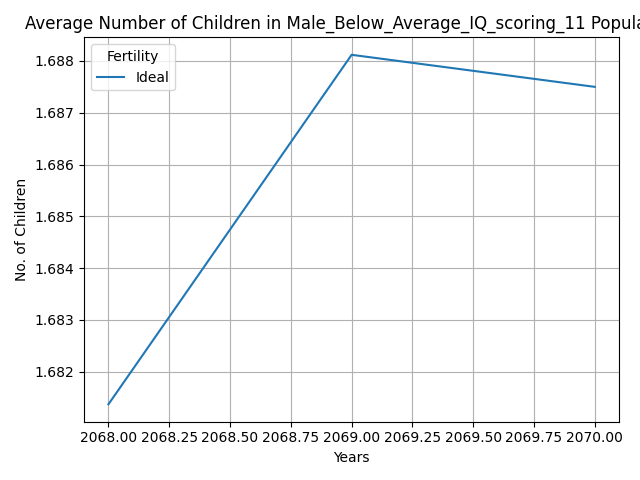 Average Number of Children in Male_Below_Average_IQ_scoring_11 Popula
Fertility
Ideal
1.688
1.687
1.686
1.685
1.684
1.683
1.682
No. of Children
2068.00 2068.25 2068.50 2068.75 2069.00 2069.25 2069.50 2069.75 2070.00
Years